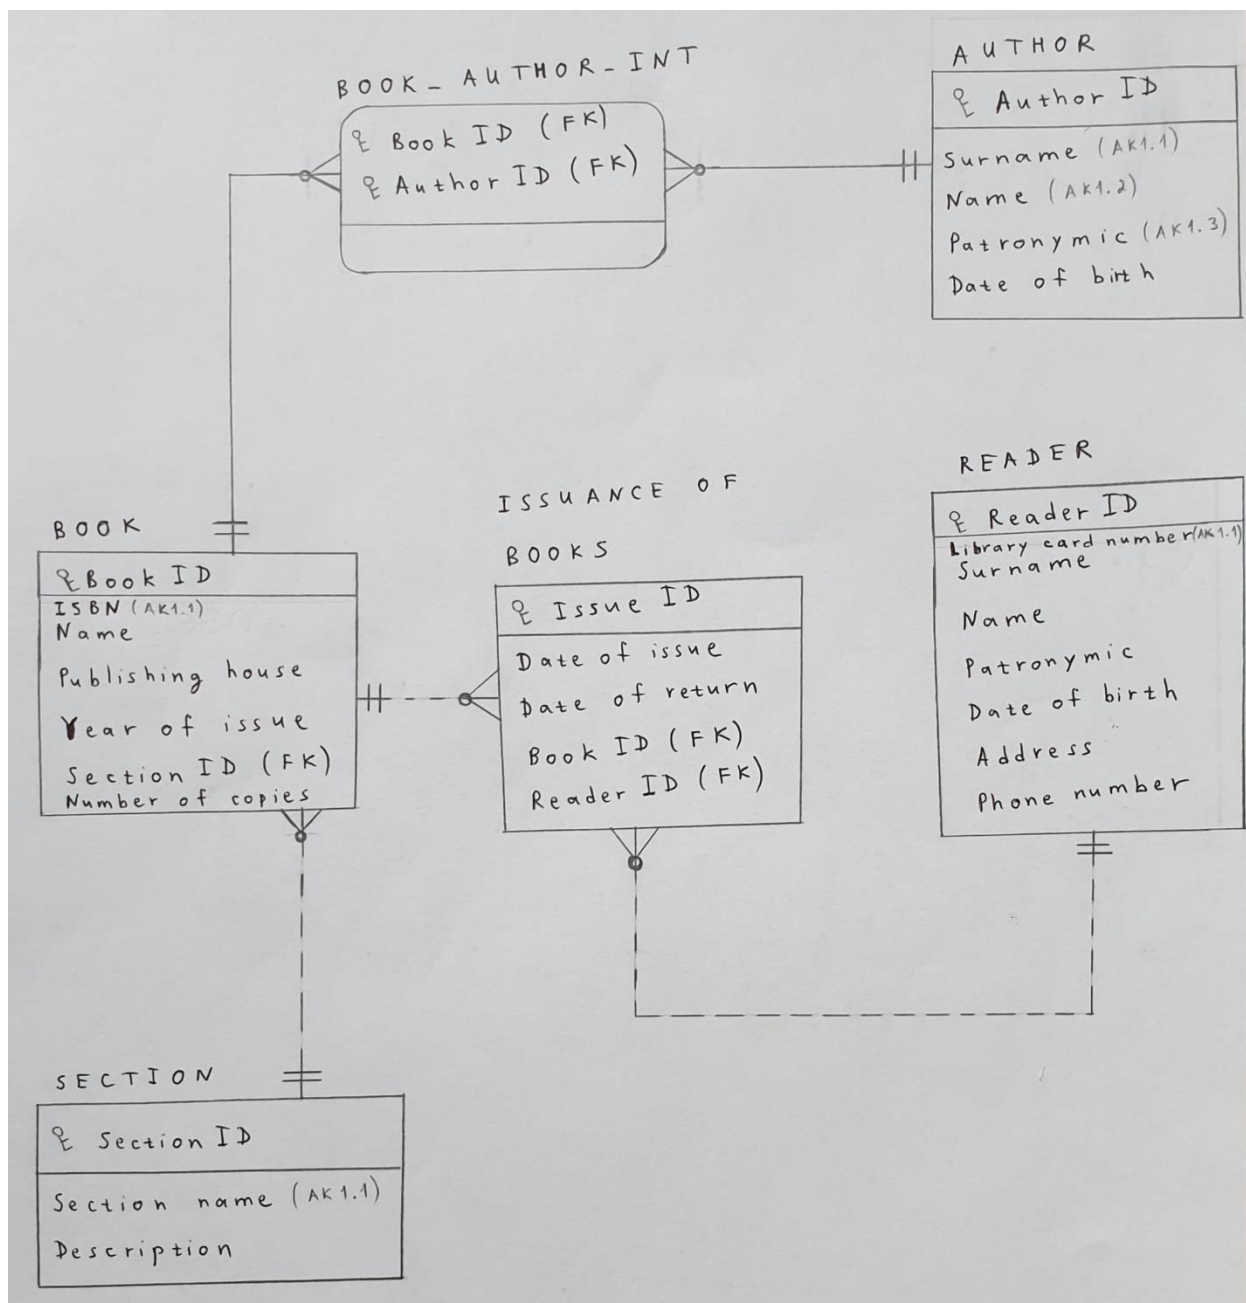 BOOK_AUTHOR_INT
Book ID (FK)
Author ID (FK)
AUTHOR
Author ID
Surname (AK1.1)
Name (AK1.2)
Patronymic (AK1.3)
Date of birth
BOOK
Book ID
ISBN (AK1.1)
Name
Publishing house
Year of issue
Section ID (FK)
Number of copies
ISSUANCE OF
BOOKS
Issue ID
Date of issue
Date of return
Book ID (FK)
Reader ID (FK)
READER
Reader ID
Library card number(AK1.1)
Surname
Name
Patronymic
Date of birth
Address
Phone number
SECTION
Section ID
Section name (AK1.1)
Description